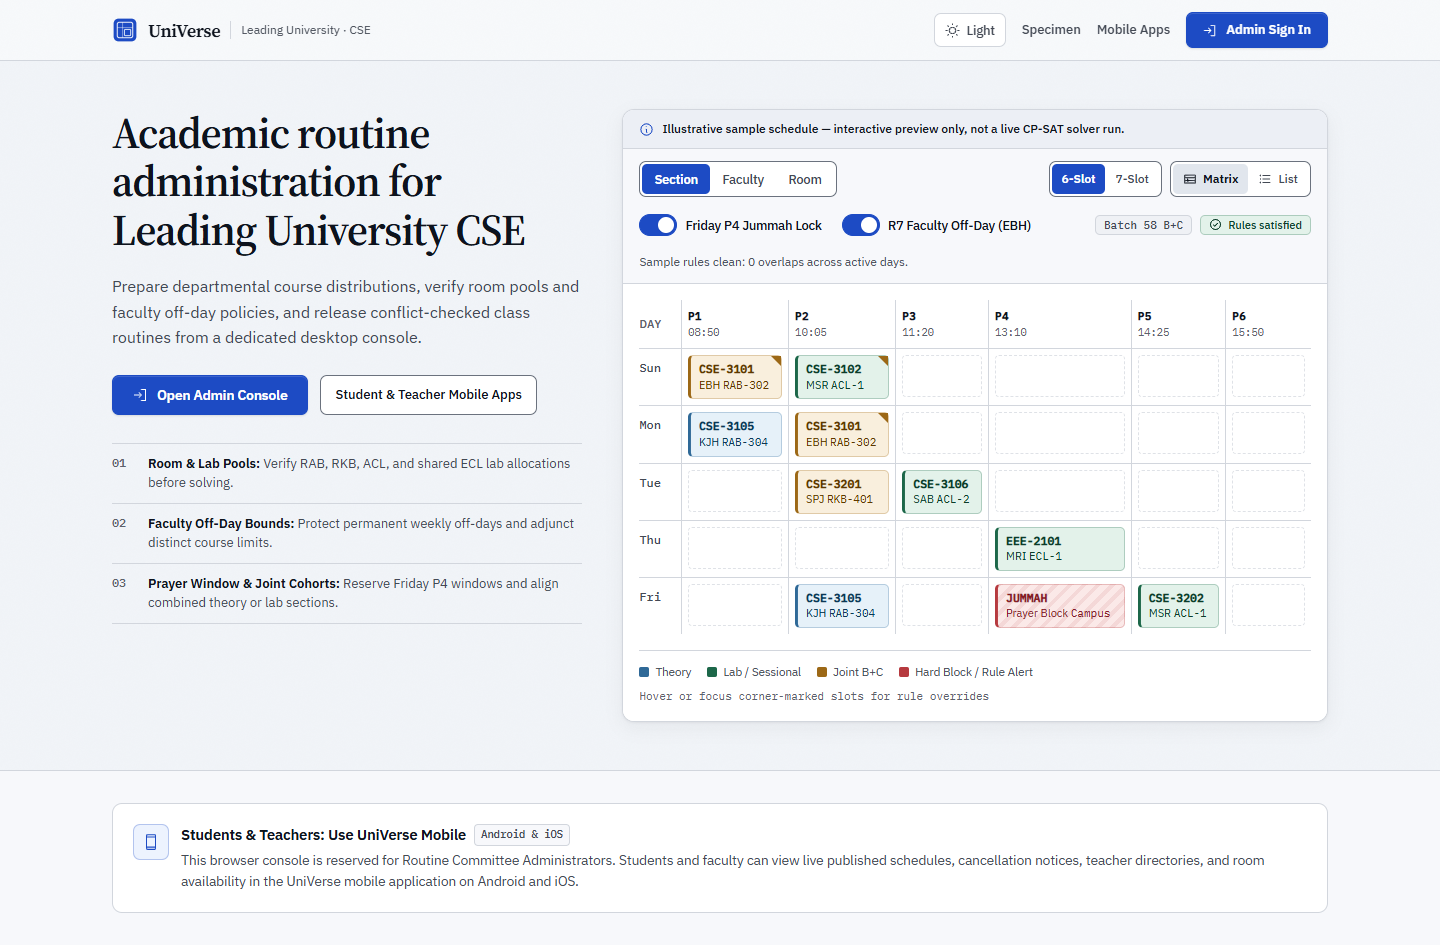 UniVerse
Leading University · CSE
Light
Specimen
Mobile Apps
Admin Sign In
Academic routine
administration for
Leading University CSE
Prepare departmental course distributions, verify room pools and
faculty off-day policies, and release conflict-checked class
routines from a dedicated desktop console.
Open Admin Console
Student & Teacher Mobile Apps
01 Room & Lab Pools: Verify RAB, RKB, ACL, and shared ECL lab allocations
before solving.
02 Faculty Off-Day Bounds: Protect permanent weekly off-days and adjunct
distinct course limits.
03 Prayer Window & Joint Cohorts: Reserve Friday P4 windows and align
combined theory or lab sections.
Illustrative sample schedule — interactive preview only, not a live CP-SAT solver run.
Section Faculty Room
6-Slot 7-Slot
Matrix List
Friday P4 Jummah Lock
R7 Faculty Off-Day (EBH)
Batch 58 B+C
Rules satisfied
Sample rules clean: 0 overlaps across active days.
DAY
P1 P2 P3 P4 P5 P6
08:50 10:05 11:20 13:10 14:25 15:50
Sun
CSE-3101 CSE-3102
EBH RAB-302 MSR ACL-1
Mon
CSE-3105 CSE-3101
KJH RAB-304 EBH RAB-302
Tue
CSE-3201 CSE-3106
SPJ RKB-401 SAB ACL-2
Thu
EEE-2101
MRI ECL-1
Fri
CSE-3105 JUMMAH CSE-3202
KJH RAB-304 Prayer Block Campus MSR ACL-1
Theory Lab / Sessional Joint B+C Hard Block / Rule Alert
Hover or focus corner-marked slots for rule overrides
Students & Teachers: Use UniVerse Mobile
Android & iOS
This browser console is reserved for Routine Committee Administrators. Students and faculty can view live published schedules, cancellation notices, teacher directories, and room
availability in the UniVerse mobile application on Android and iOS.